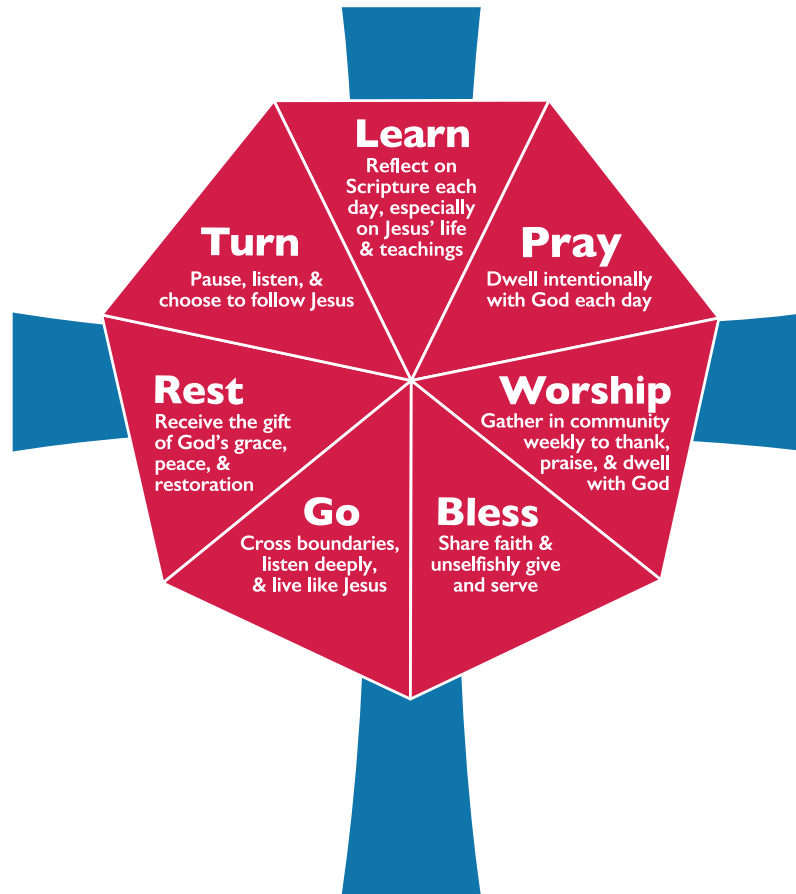 Learn
Reflect on
Scripture each
day, especially
on Jesus’ life
& teachings
Pray
Dwell intentionally
with God each day
Worship
Gather in community
weekly to thank,
praise, & dwell
with God
Bless
Share faith &
unselfishly give
and serve
Go
Cross boundaries,
listen deeply,
& live like Jesus
Rest
Receive the gift
of God’s grace,
peace, &
restoration
Turn
Pause, listen, &
choose to follow Jesus